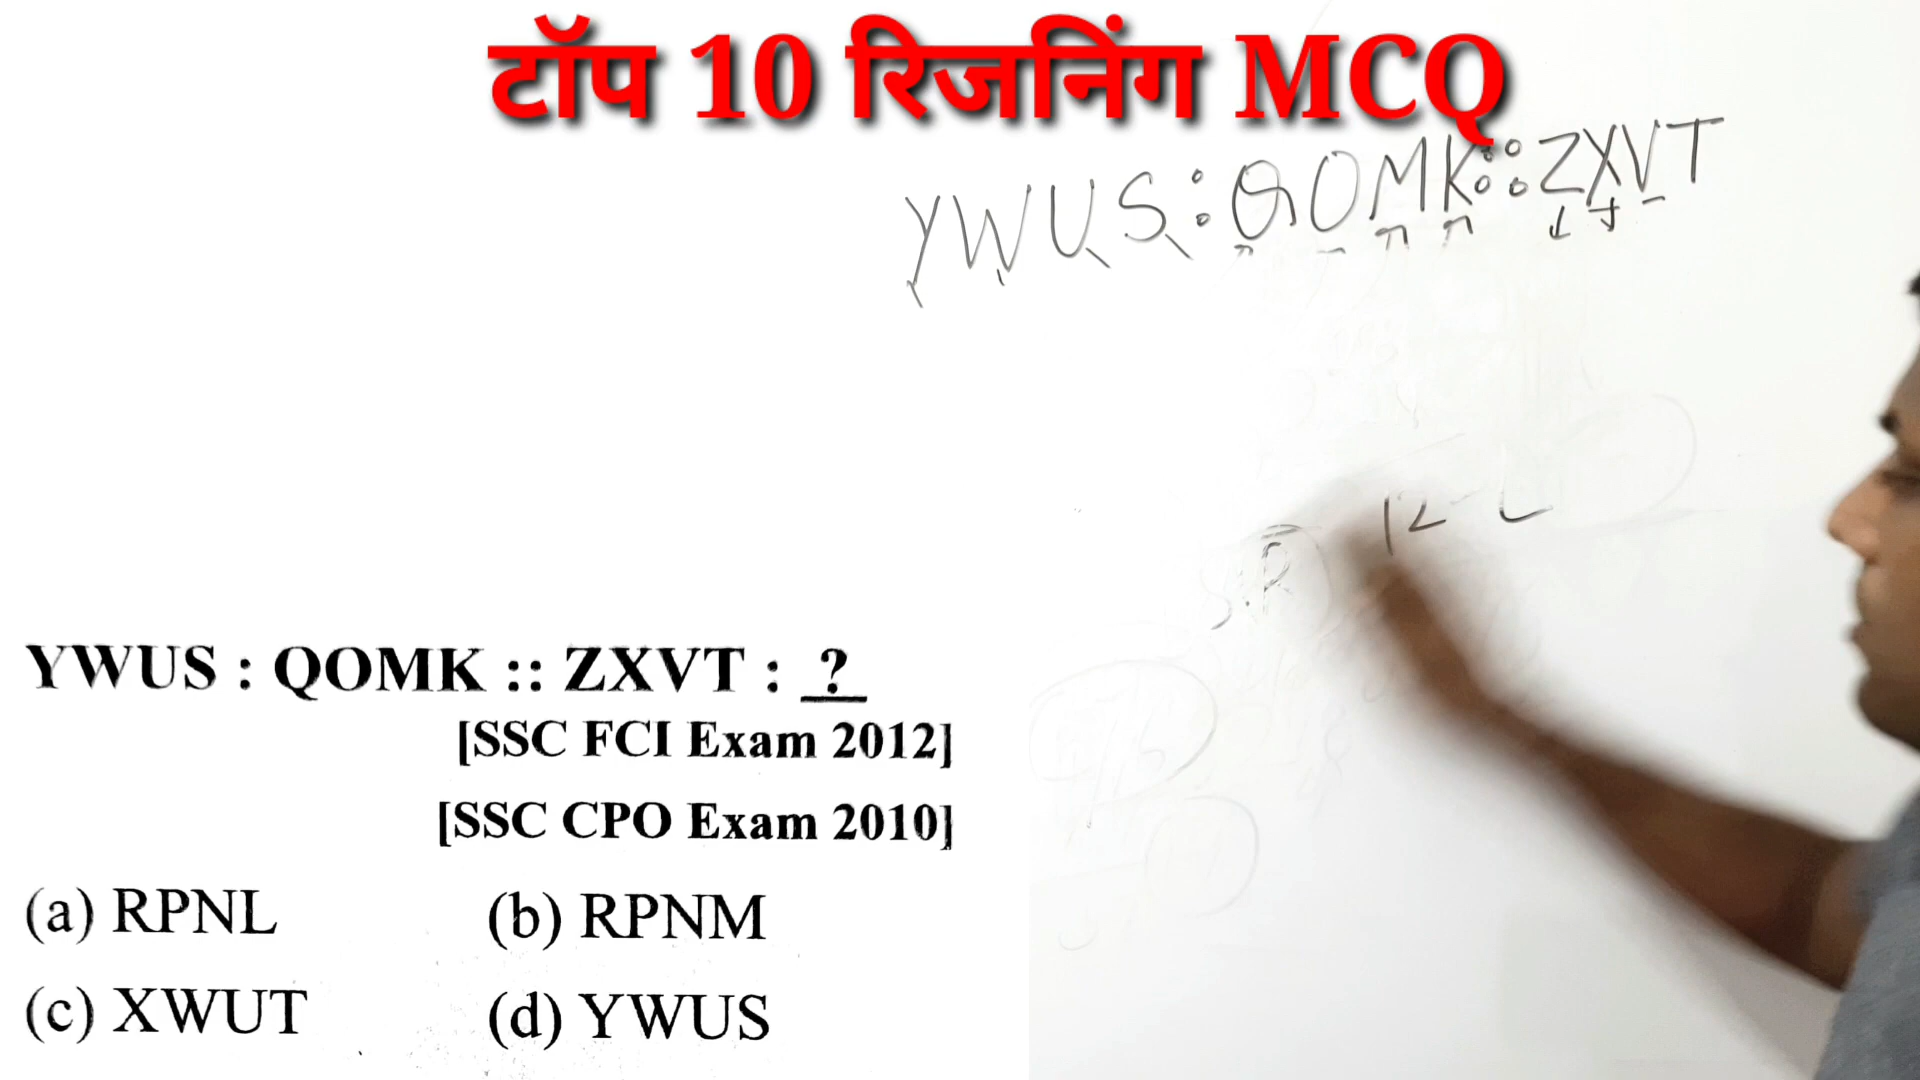 टॉप 10 रिजनिंग MCQ
YWUS : QOMK :: ZXVT
12 L
YWUS : QOMK :: ZXVT : ?
[SSC FCI Exam 2012]
[SSC CPO Exam 2010]
(a) RPNL (b) RPNM
(c) XWUT (d) YWUS